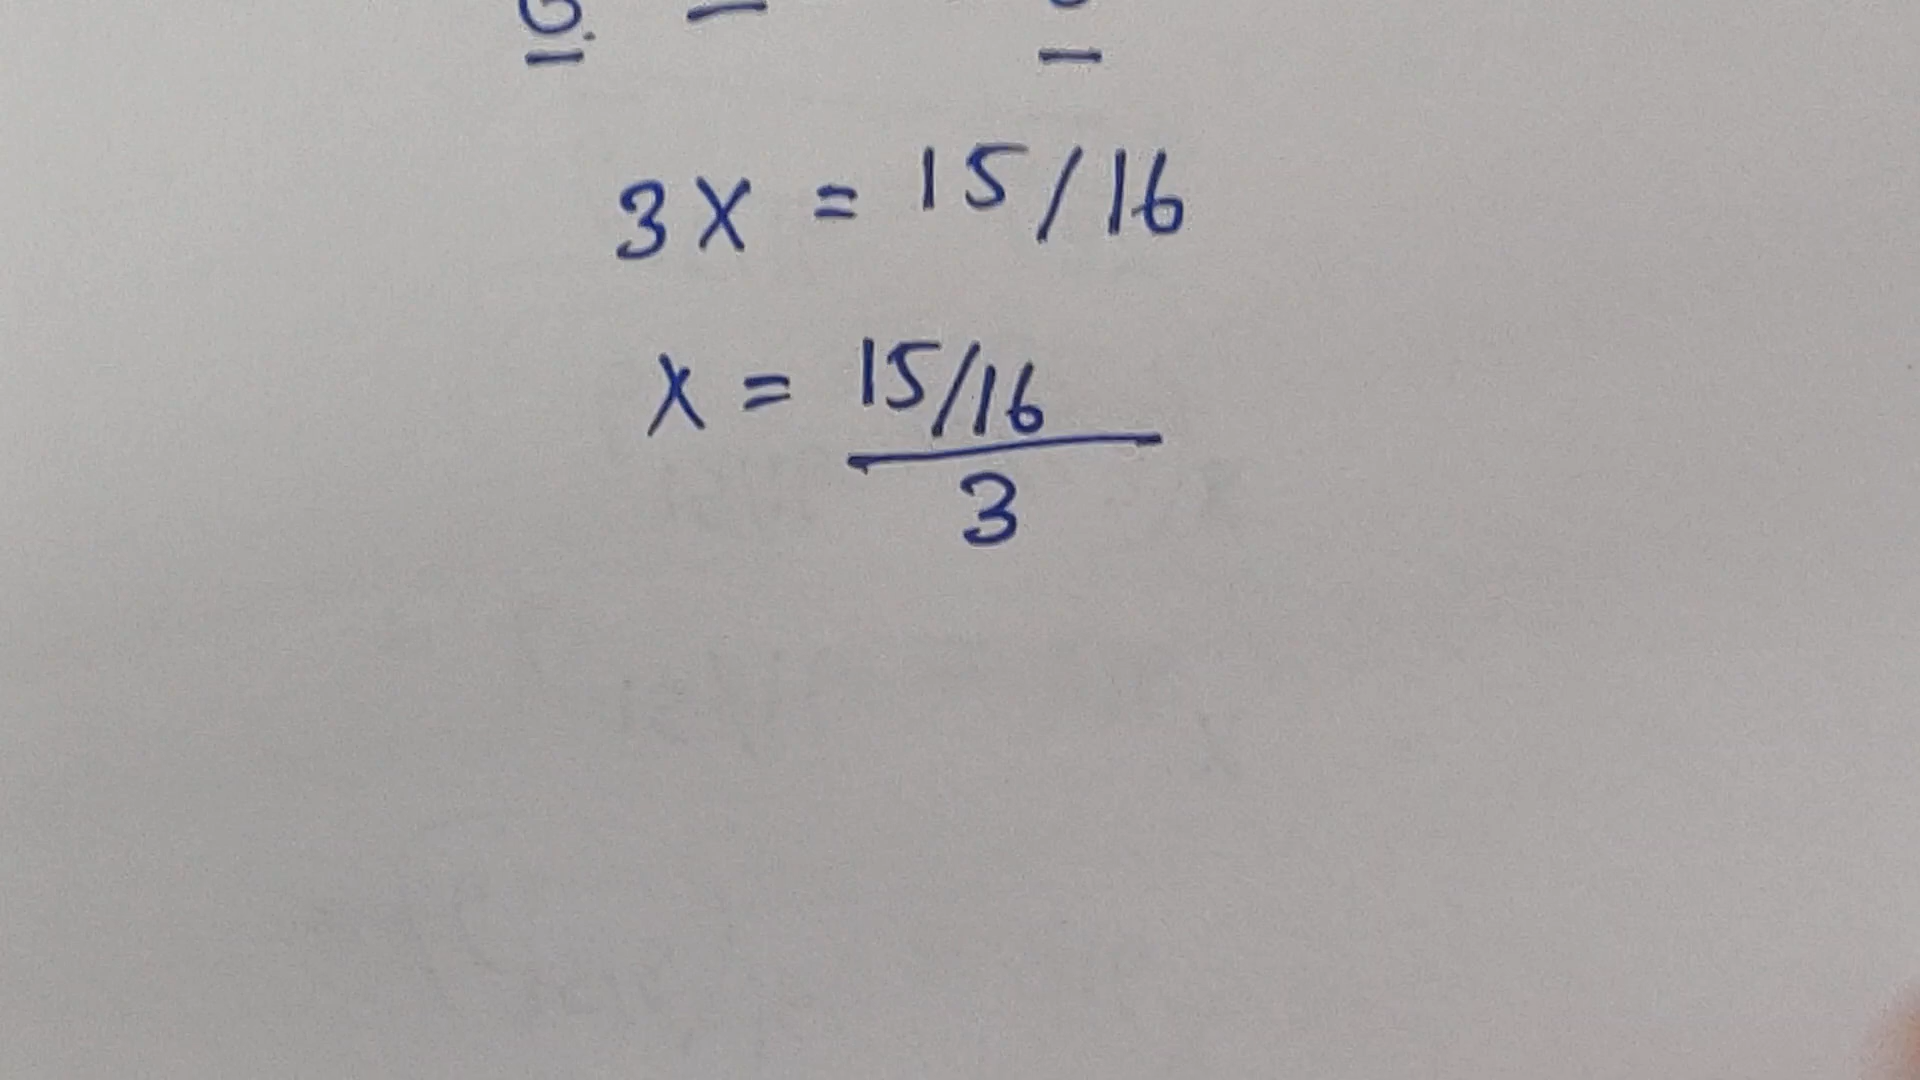 3x = 15/16
x = 15/16
3